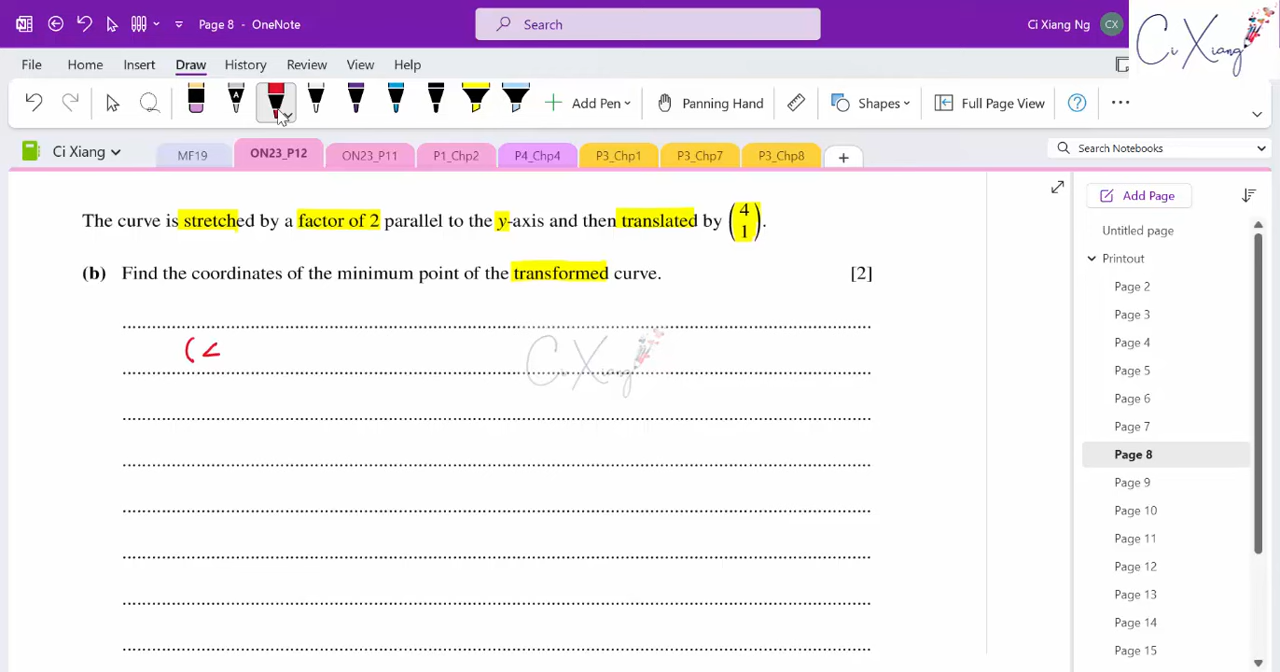 Page 8 - OneNote
Search
Ci Xiang Ng
CX
Ci Xiang
File Home Insert Draw History Review View Help
A
Add Pen
Panning Hand
Shapes
Full Page View
?
Ci Xiang
MF19
ON23_P12
ON23_P11
P1_Chp2
P4_Chp4
P3_Chp1
P3_Chp7
P3_Chp8
+
Search Notebooks
The curve is stretched by a factor of 2 parallel to the y-axis and then translated by (4 1).
(b) Find the coordinates of the minimum point of the transformed curve. [2]
Ci Xiang
Add Page
Untitled page
Printout
Page 2
Page 3
Page 4
Page 5
Page 6
Page 7
Page 8
Page 9
Page 10
Page 11
Page 12
Page 13
Page 14
Page 15